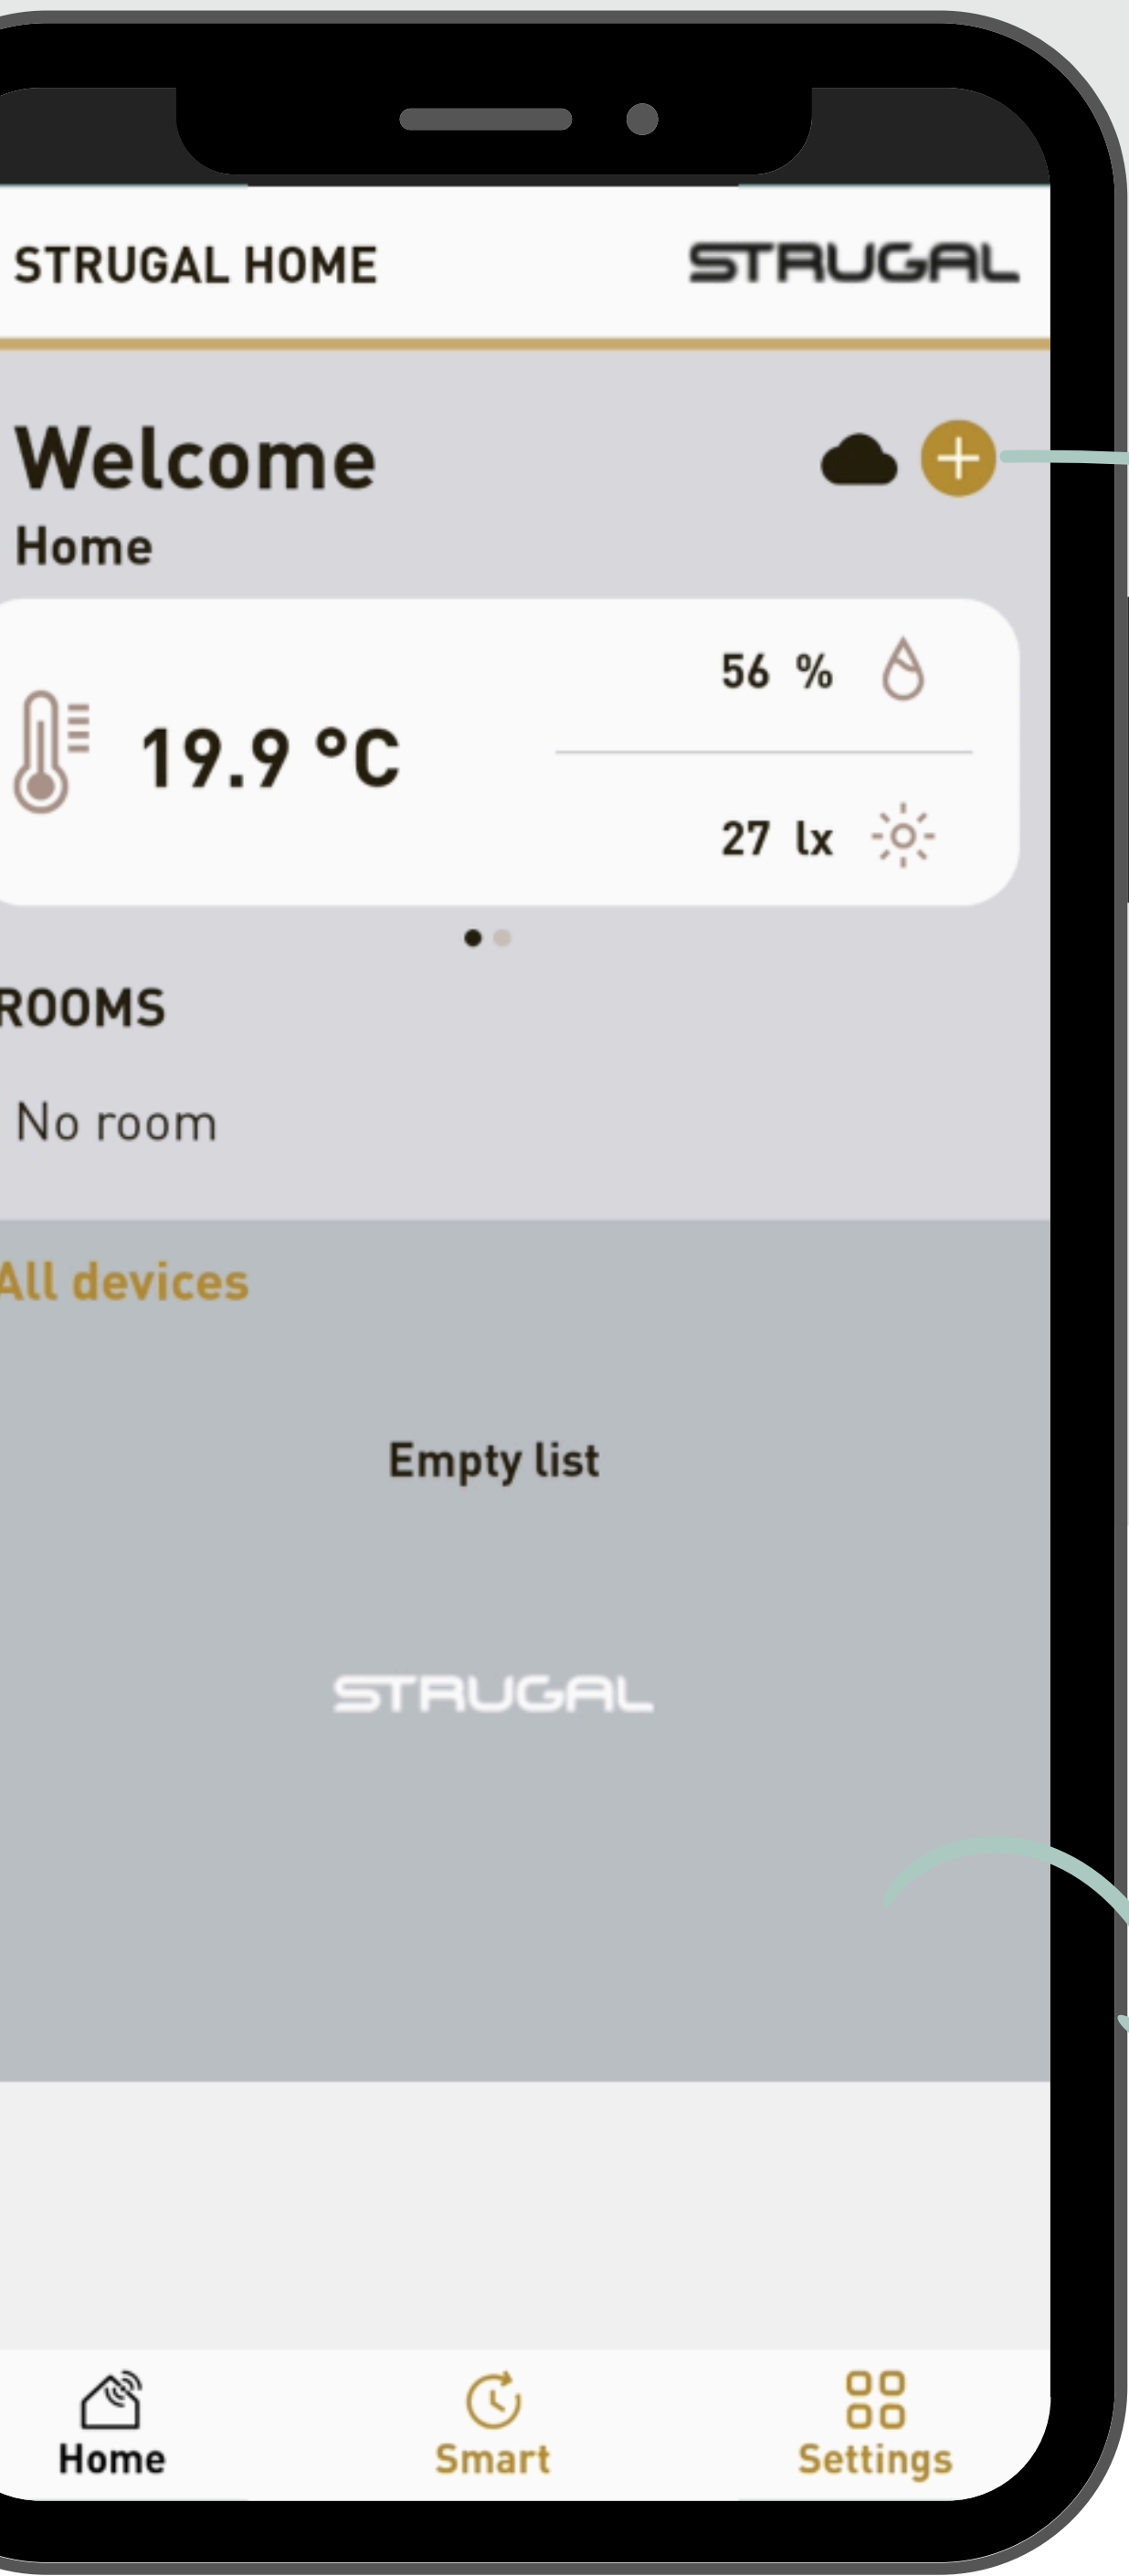 STRUGAL HOME
STRUGAL
Welcome
Home
19.9 °C
56 %
27 lx
ROOMS
No room
All devices
Empty list
STRUGAL
Home
Smart
Settings